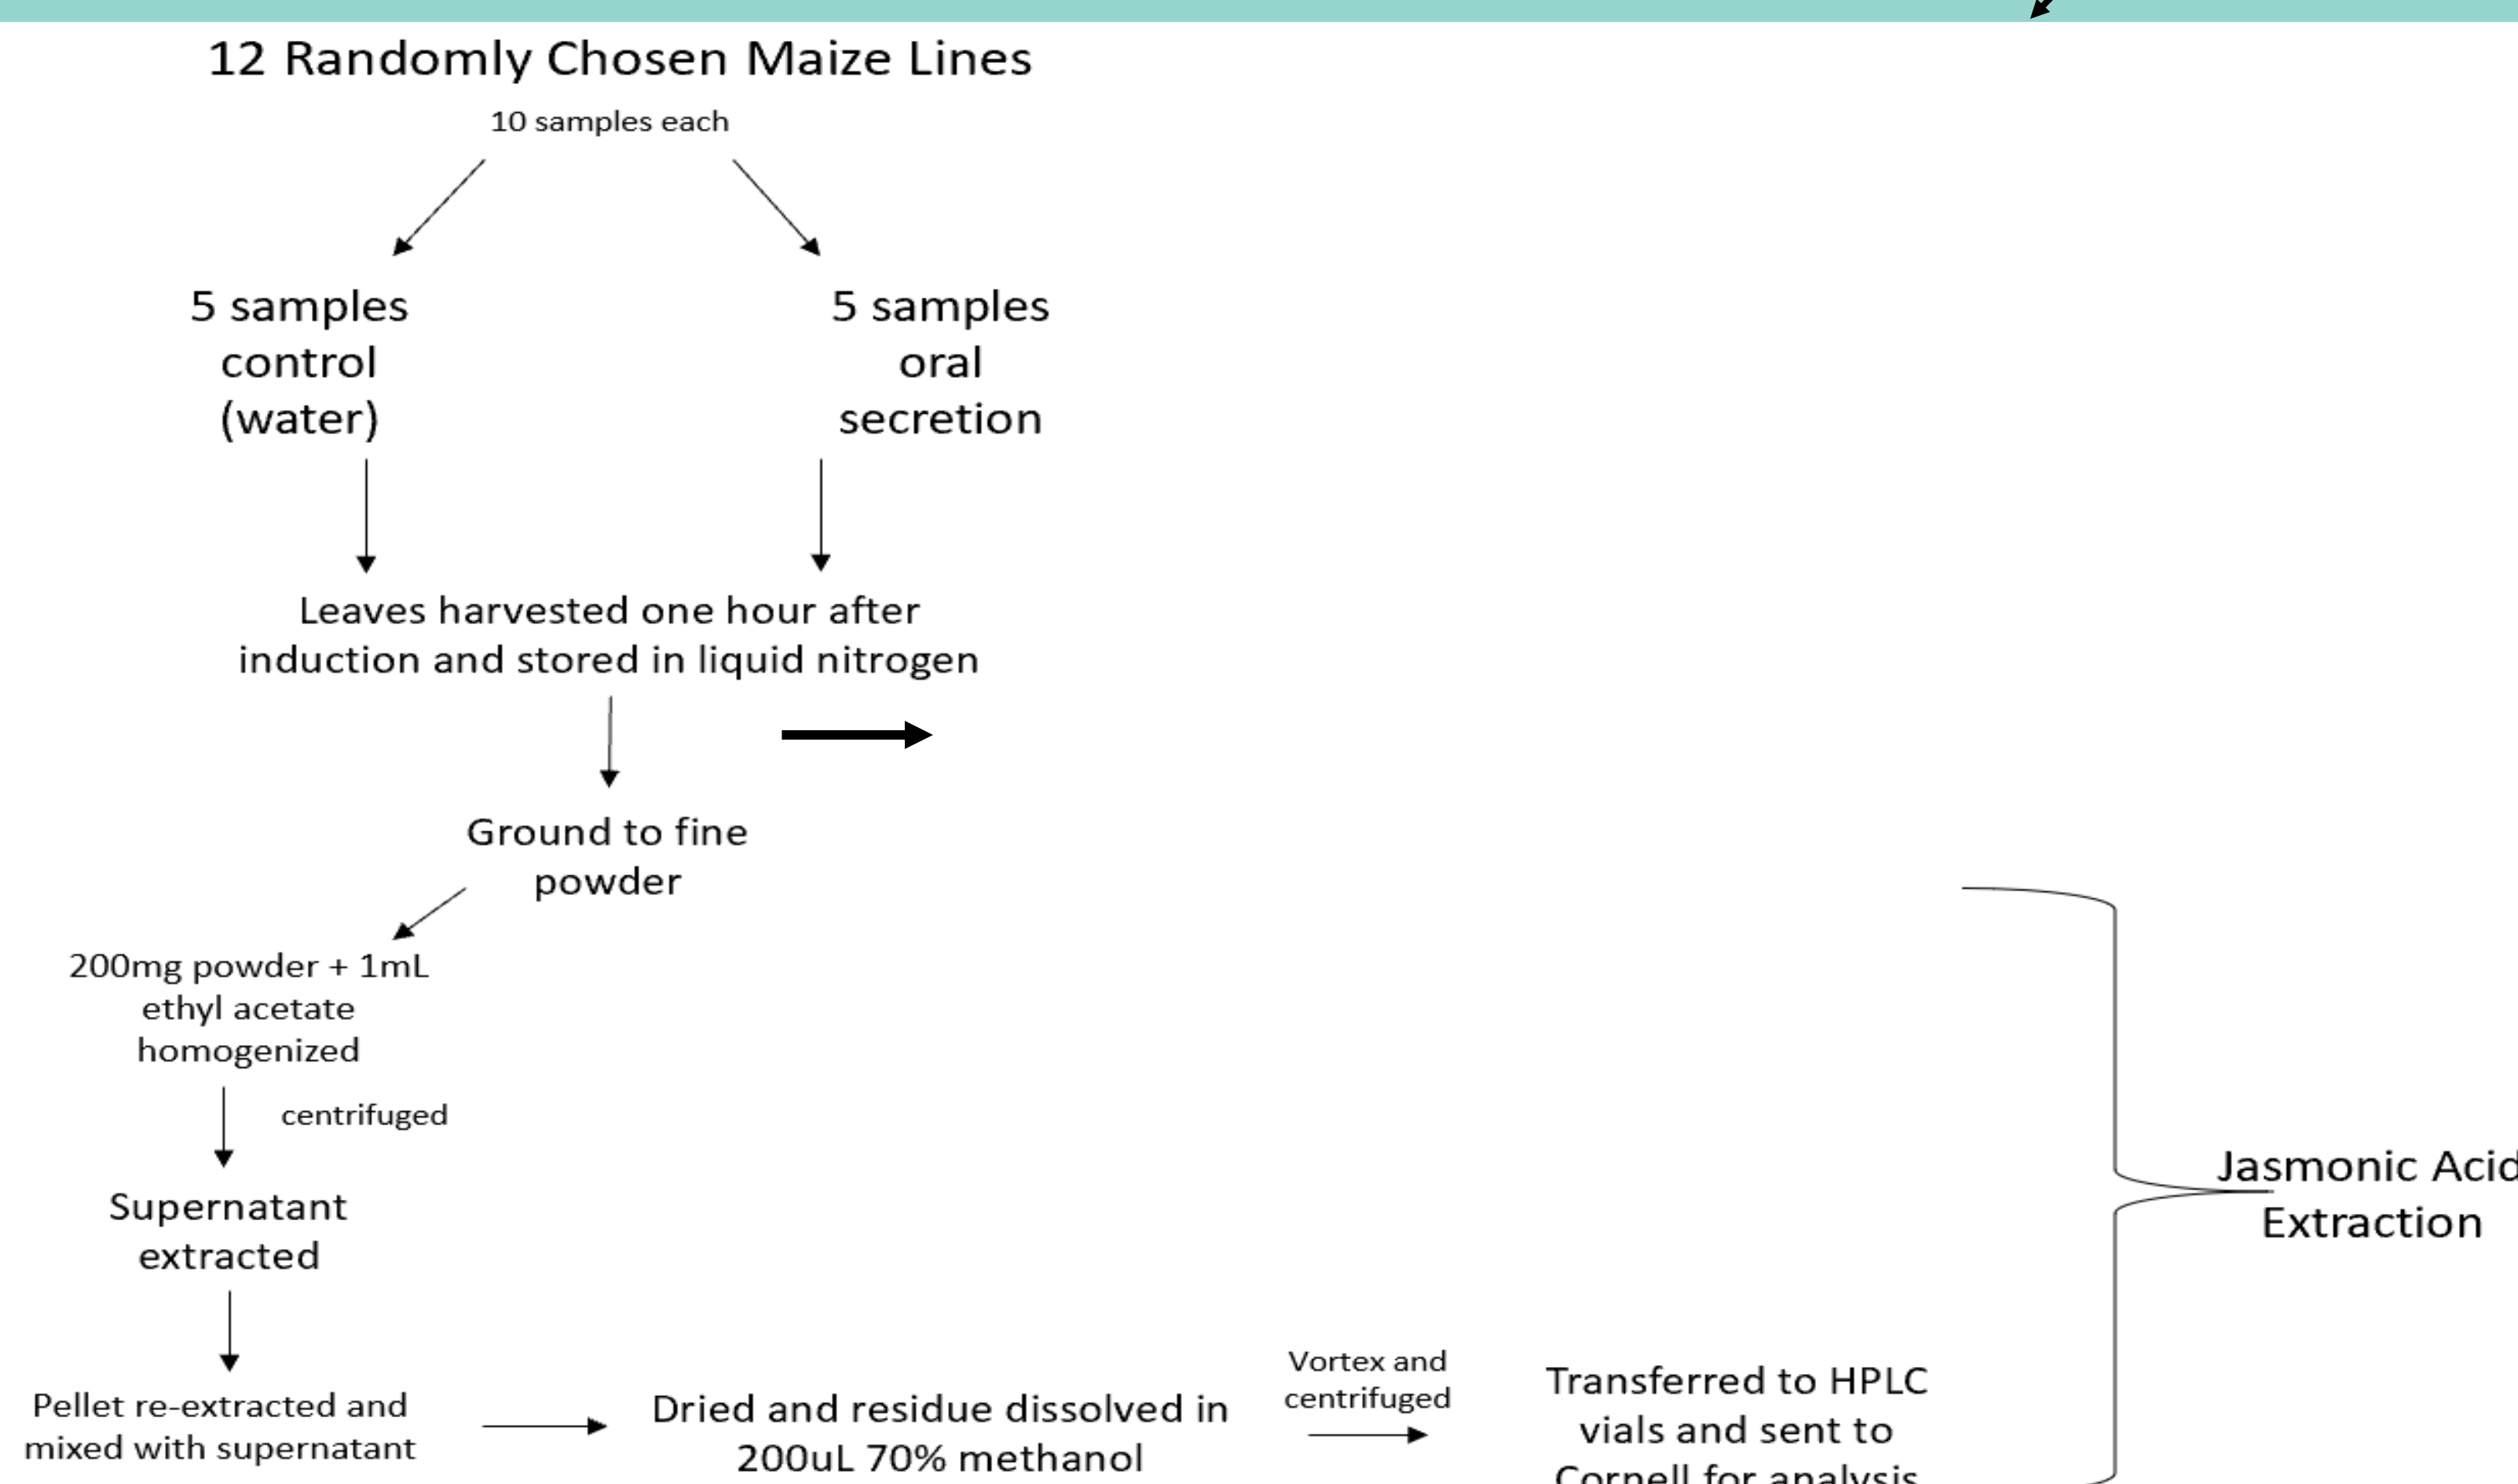 12 Randomly Chosen Maize Lines
10 samples each
5 samples
control
(water)
5 samples
oral
secretion
Leaves harvested one hour after
induction and stored in liquid nitrogen
Ground to fine
powder
200mg powder + 1mL
ethyl acetate
homogenized
centrifuged
Supernatant
extracted
Pellet re-extracted and
mixed with supernatant
Dried and residue dissolved in
200uL 70% methanol
Vortex and
centrifuged
Transferred to HPLC
vials and sent to
Cornell for analysis
Jasmonic Acid
Extraction